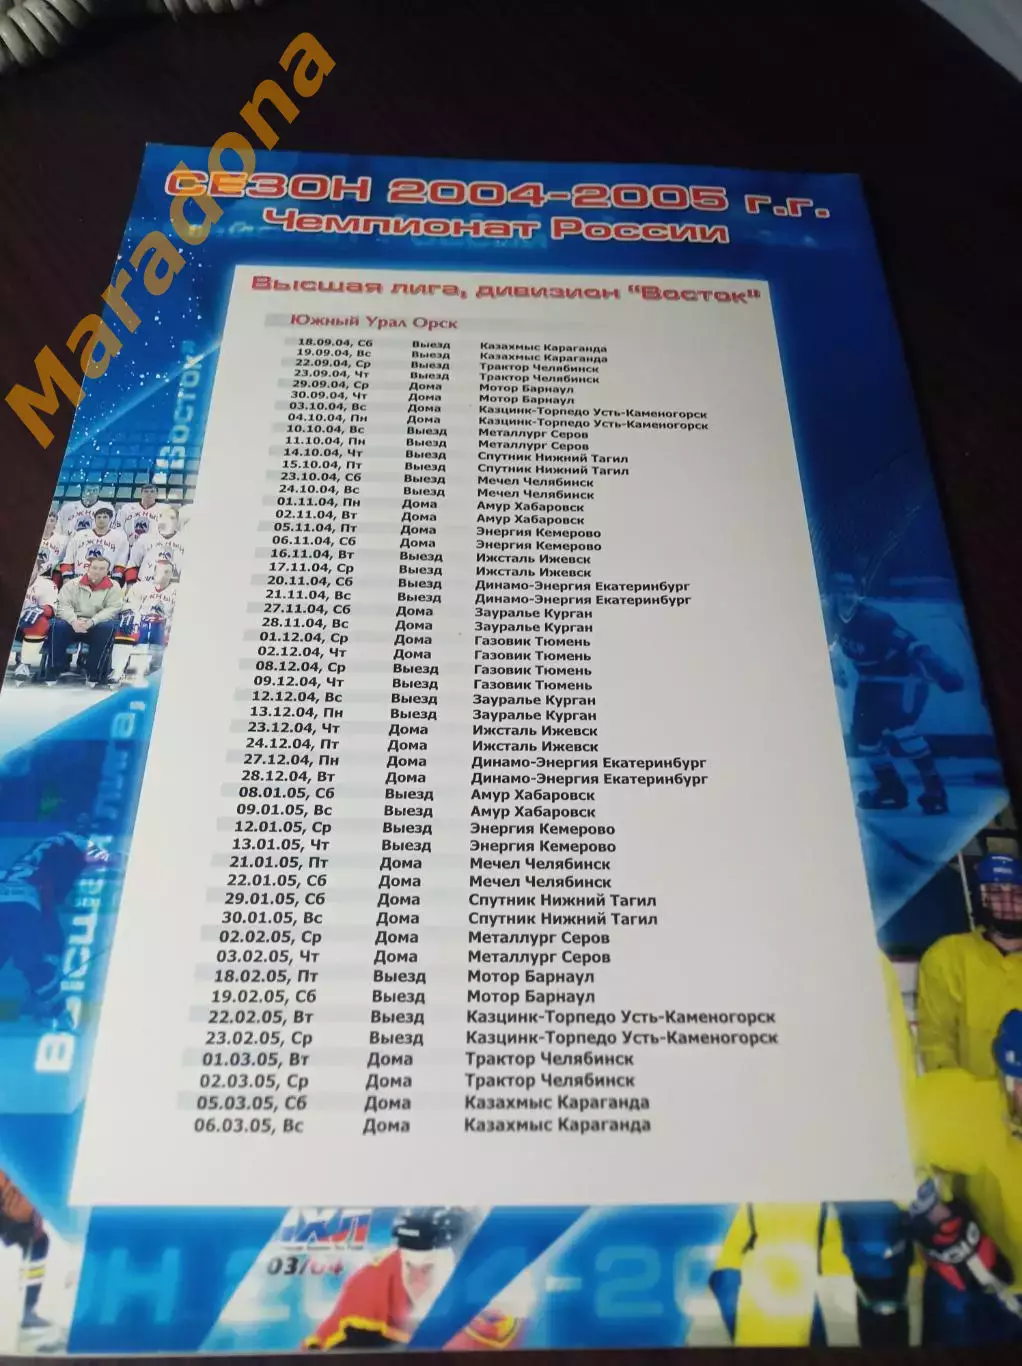 Maradona
СЕЗОН 2004-2005 г.г.
Чемпионат России
Высшая лига, дивизион "Восток"
Южный Урал Орск
18.09.04, Сб Выезд Казахмыс Караганда
19.09.04, Вс Выезд Казахмыс Караганда
22.09.04, Ср Выезд Трактор Челябинск
23.09.04, Чт Выезд Трактор Челябинск
29.09.04, Ср Дома Мотор Барнаул
30.09.04, Чт Дома Мотор Барнаул
03.10.04, Вс Дома Казцинк-Торпедо Усть-Каменогорск
04.10.04, Пн Дома Казцинк-Торпедо Усть-Каменогорск
10.10.04, Вс Выезд Металлург Серов
11.10.04, Пн Выезд Металлург Серов
14.10.04, Чт Выезд Спутник Нижний Тагил
15.10.04, Пт Выезд Спутник Нижний Тагил
23.10.04, Сб Выезд Мечел Челябинск
24.10.04, Вс Выезд Мечел Челябинск
01.11.04, Пн Дома Амур Хабаровск
02.11.04, Вт Дома Амур Хабаровск
05.11.04, Пт Дома Энергия Кемерово
06.11.04, Сб Дома Энергия Кемерово
16.11.04, Вт Выезд Ижсталь Ижевск
17.11.04, Ср Выезд Ижсталь Ижевск
20.11.04, Сб Выезд Динамо-Энергия Екатеринбург
21.11.04, Вс Выезд Динамо-Энергия Екатеринбург
27.11.04, Сб Дома Зауралье Курган
28.11.04, Вс Дома Зауралье Курган
01.12.04, Ср Дома Газовик Тюмень
02.12.04, Чт Дома Газовик Тюмень
08.12.04, Ср Выезд Газовик Тюмень
09.12.04, Чт Выезд Газовик Тюмень
12.12.04, Вс Выезд Зауралье Курган
13.12.04, Пн Выезд Зауралье Курган
23.12.04, Чт Дома Ижсталь Ижевск
24.12.04, Пт Дома Ижсталь Ижевск
27.12.04, Пн Дома Динамо-Энергия Екатеринбург
28.12.04, Вт Дома Динамо-Энергия Екатеринбург
08.01.05, Сб Выезд Амур Хабаровск
09.01.05, Вс Выезд Амур Хабаровск
12.01.05, Ср Выезд Энергия Кемерово
13.01.05, Чт Выезд Энергия Кемерово
21.01.05, Пт Дома Мечел Челябинск
22.01.05, Сб Дома Мечел Челябинск
29.01.05, Сб Дома Спутник Нижний Тагил
30.01.05, Вс Дома Спутник Нижний Тагил
02.02.05, Ср Дома Металлург Серов
03.02.05, Чт Дома Металлург Серов
18.02.05, Пт Выезд Мотор Барнаул
19.02.05, Сб Выезд Мотор Барнаул
22.02.05, Вт Выезд Казцинк-Торпедо Усть-Каменогорск
23.02.05, Ср Выезд Казцинк-Торпедо Усть-Каменогорск
01.03.05, Вт Дома Трактор Челябинск
02.03.05, Ср Дома Трактор Челябинск
05.03.05, Сб Дома Казахмыс Караганда
06.03.05, Вс Дома Казахмыс Караганда
03/04